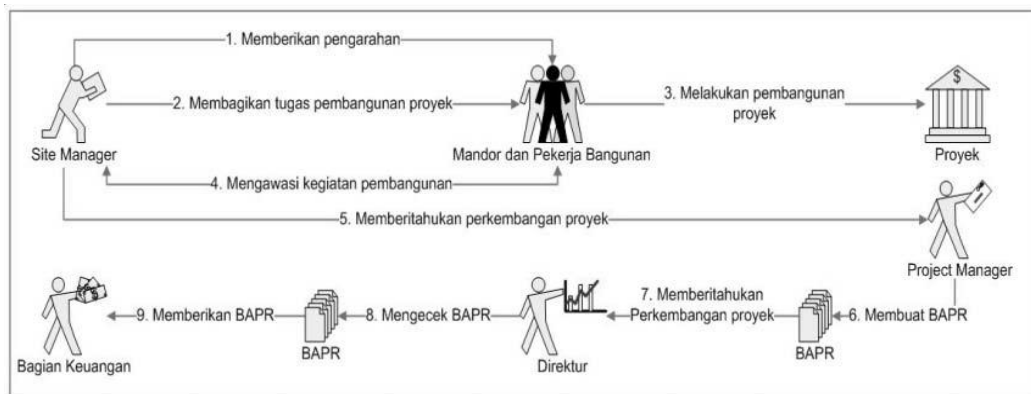 1. Memberikan pengarahan
$
2. Membagikan tugas pembangunan proyek
3. Melakukan pembangunan
proyek
Site Manager
Mandor dan Pekerja Bangunan
Proyek
4. Mengawasi kegiatan pembangunan
5. Memberitahukan perkembangan proyek
Project Manager
7. Memberitahukan
Perkembangan proyek
9. Memberikan BAPR
8. Mengecek BAPR
6. Membuat BAPR
BAPR
BAPR
Bagian Keuangan
Direktur